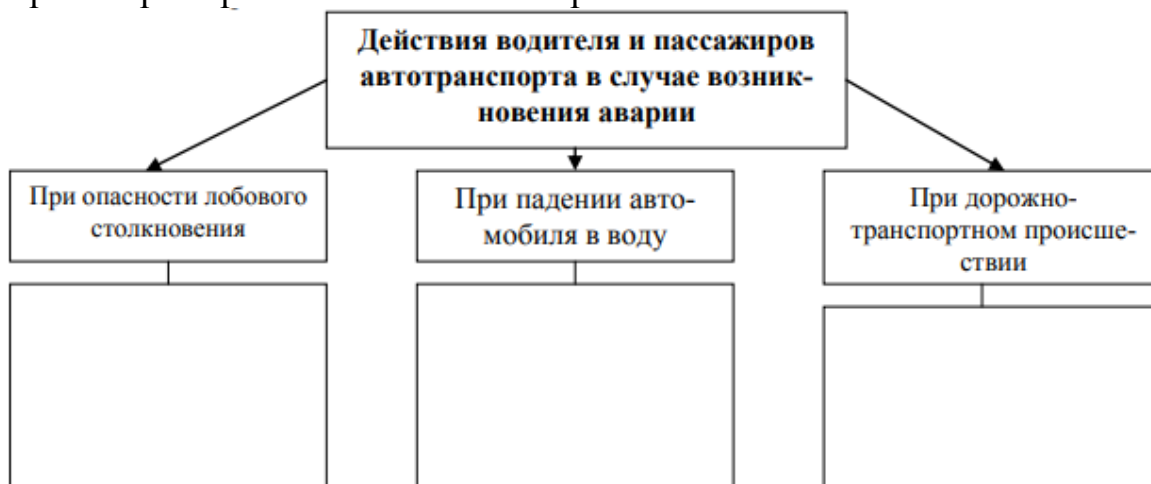 Действия водителя и пассажиров
автотранспорта в случае возник-
новения аварии
При опасности лобового
столкновения
При падении авто-
мобиля в воду
При дорожно-
транспортном происше-
ствии